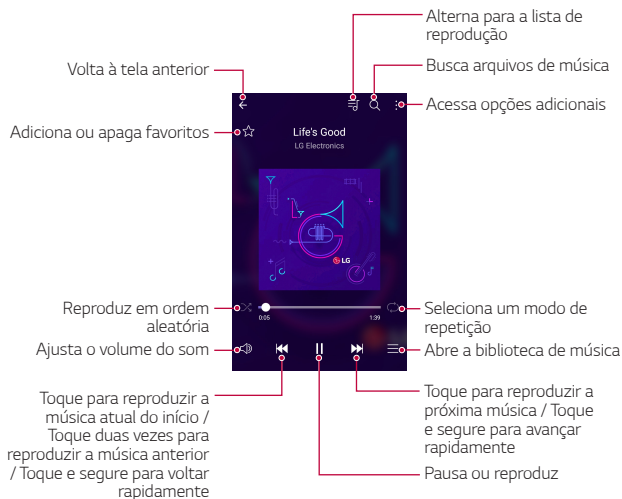 Alterna para a lista de
reprodução
Volta à tela anterior
Busca arquivos de música
Acessa opções adicionais
Adiciona ou apaga favoritos
Life's Good
LG Electronics
LG
Reproduz em ordem
aleatória
0:05
1:39
Seleciona um modo de
repetição
Ajusta o volume do som
Abre a biblioteca de música
Toque para reproduzir a
música atual do início /
Toque duas vezes para
reproduzir a música anterior
/ Toque e segure para voltar
rapidamente
Toque para reproduzir a
próxima música / Toque
e segure para avançar
rapidamente
Pausa ou reproduz